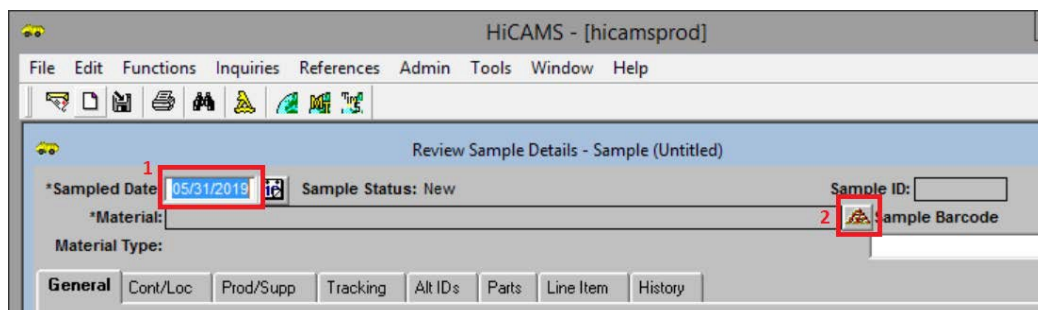 HiCAMS - [hicamsprod]
File Edit Functions Inquiries References Admin Tools Window Help
Review Sample Details - Sample (Untitled)
1
*Sampled Date: 05/31/2019 Sample Status: New Sample ID:
*Material: 2 Sample Barcode
Material Type:
General Cont/Loc Prod/Supp Tracking Alt IDs Parts Line Item History